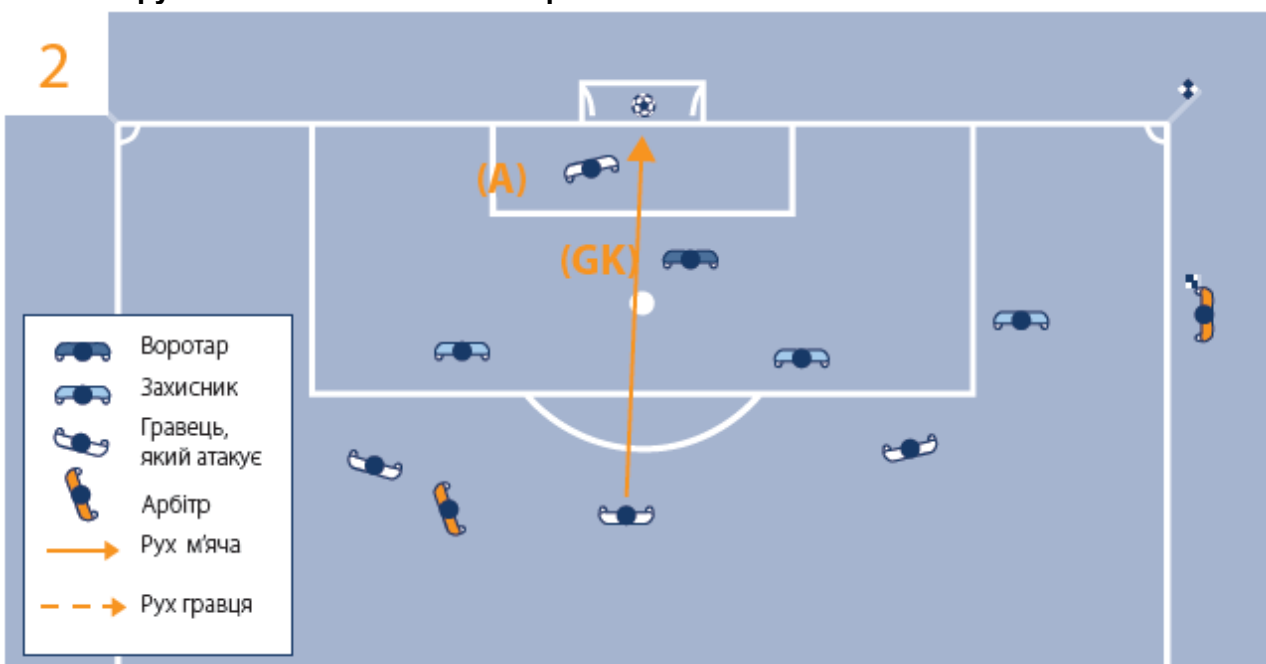 2
(A)
(GK)
Воротар
Захисник
Гравець,
який атакує
Арбітр
Рух м'яча
Рух гравця